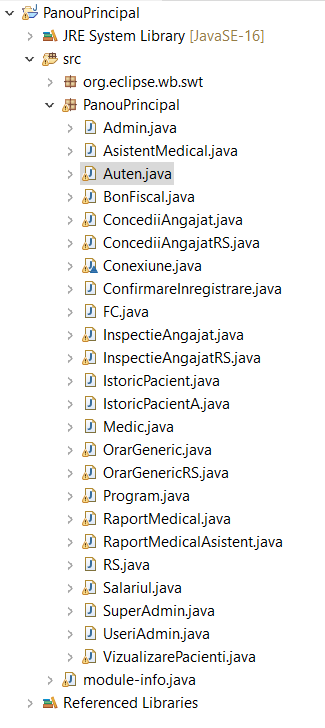 PanouPrincipal
JRE System Library [JavaSE-16]
src
org.eclipse.wb.swt
PanouPrincipal
Admin.java
AsistentMedical.java
Auten.java
BonFiscal.java
ConcediiAngajat.java
ConcediiAngajatRS.java
Conexiune.java
ConfirmareInregistrare.java
FC.java
InspectieAngajat.java
InspectieAngajatRS.java
IstoricPacient.java
IstoricPacientA.java
Medic.java
OrarGeneric.java
OrarGenericRS.java
Program.java
RaportMedical.java
RaportMedicalAsistent.java
RS.java
Salariul.java
SuperAdmin.java
UseriAdmin.java
VizualizarePacienti.java
module-info.java
Referenced Libraries